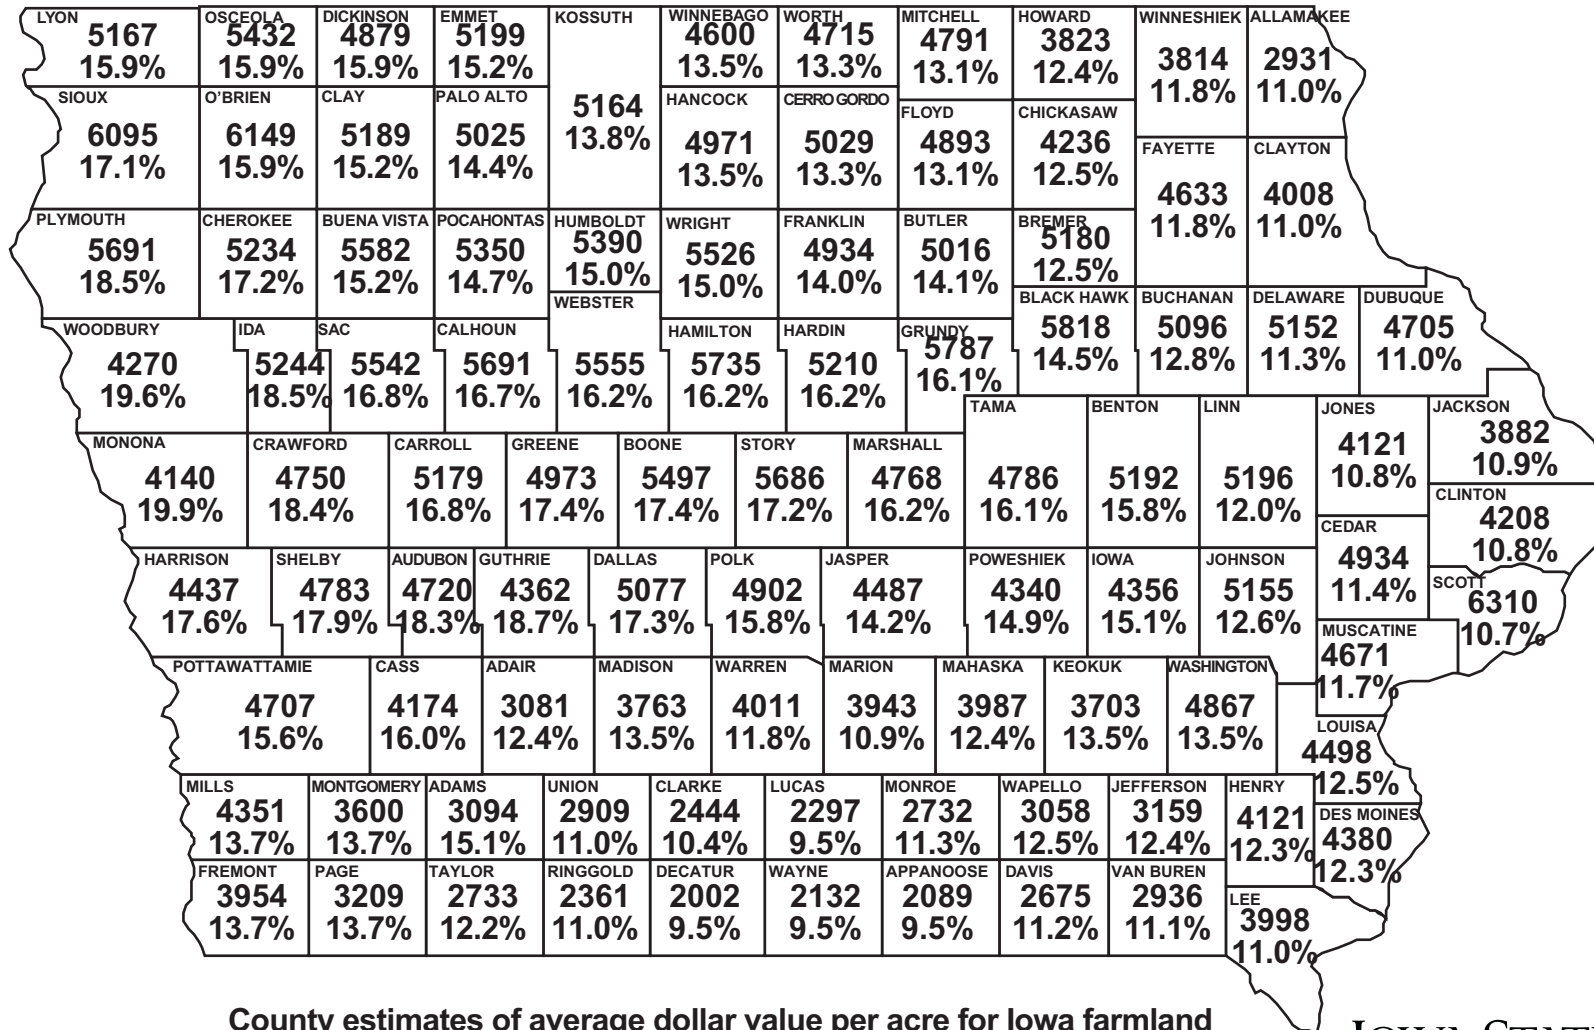 LYON
5167
15.9%
OSCEOLA
5432
15.9%
DICKINSON
4879
15.9%
EMMET
5199
15.2%
KOSSUTH
5164
13.8%
WINNEBAGO
4600
13.5%
WORTH
4715
13.3%
MITCHELL
4791
13.1%
HOWARD
3823
12.4%
WINNESHIEK
3814
11.8%
ALLAMAKEE
2931
11.0%
SIOUX
6095
17.1%
O'BRIEN
6149
15.9%
CLAY
5189
15.2%
PALO ALTO
5025
14.4%
HANCOCK
4971
13.5%
CERRO GORDO
5029
13.3%
FLOYD
4893
13.1%
CHICKASAW
4236
12.5%
FAYETTE
4633
11.8%
CLAYTON
4008
11.0%
PLYMOUTH
5691
18.5%
CHEROKEE
5234
17.2%
BUENA VISTA
5582
15.2%
POCAHONTAS
5350
14.7%
HUMBOLDT
5390
15.0%
WRIGHT
5526
15.0%
FRANKLIN
4934
14.0%
BUTLER
5016
14.1%
BREMER
5180
12.5%
WOODBURY
4270
19.6%
IDA
5244
18.5%
SAC
5542
16.8%
CALHOUN
5691
16.7%
WEBSTER
5555
16.2%
HAMILTON
5735
16.2%
HARDIN
5210
16.2%
GRUNDY
5787
16.1%
BLACK HAWK
5818
14.5%
BUCHANAN
5096
12.8%
DELAWARE
5152
11.3%
DUBUQUE
4705
11.0%
MONONA
4140
19.9%
CRAWFORD
4750
18.4%
CARROLL
5179
16.8%
GREENE
4973
17.4%
BOONE
5497
17.4%
STORY
5686
17.2%
MARSHALL
4768
16.2%
TAMA
4786
16.1%
BENTON
5192
15.8%
LINN
5196
12.0%
JONES
4121
10.8%
JACKSON
3882
10.9%
CLINTON
4208
10.8%
CEDAR
4934
11.4%
SCOTT
6310
10.7%
HARRISON
4437
17.6%
SHELBY
4783
17.9%
AUDUBON
4720
18.3%
GUTHRIE
4362
18.7%
DALLAS
5077
17.3%
POLK
4902
15.8%
JASPER
4487
14.2%
POWESHIEK
4340
14.9%
IOWA
4356
15.1%
JOHNSON
5155
12.6%
MUSCATINE
4671
11.7%
POTTAWATTAMIE
4707
15.6%
CASS
4174
16.0%
ADAIR
3081
12.4%
MADISON
3763
13.5%
WARREN
4011
11.8%
MARION
3943
10.9%
MAHASKA
3987
12.4%
KEOKUK
3703
13.5%
WASHINGTON
4867
13.5%
LOUISA
4498
12.5%
MILLS
4351
13.7%
MONTGOMERY
3600
13.7%
ADAMS
3094
15.1%
UNION
2909
11.0%
CLARKE
2444
10.4%
LUCAS
2297
9.5%
MONROE
2732
11.3%
WAPELLO
3058
12.5%
JEFFERSON
3159
12.4%
HENRY
4121
12.3%
DES MOINES
4380
12.3%
FREMONT
3954
13.7%
PAGE
3209
13.7%
TAYLOR
2733
12.2%
RINGGOLD
2361
11.0%
DECATUR
2002
9.5%
WAYNE
2132
9.5%
APPANOOSE
2089
9.5%
DAVIS
2675
11.2%
VAN BUREN
2936
11.1%
LEE
3998
11.0%
County estimates of average dollar value per acre for Iowa farmland